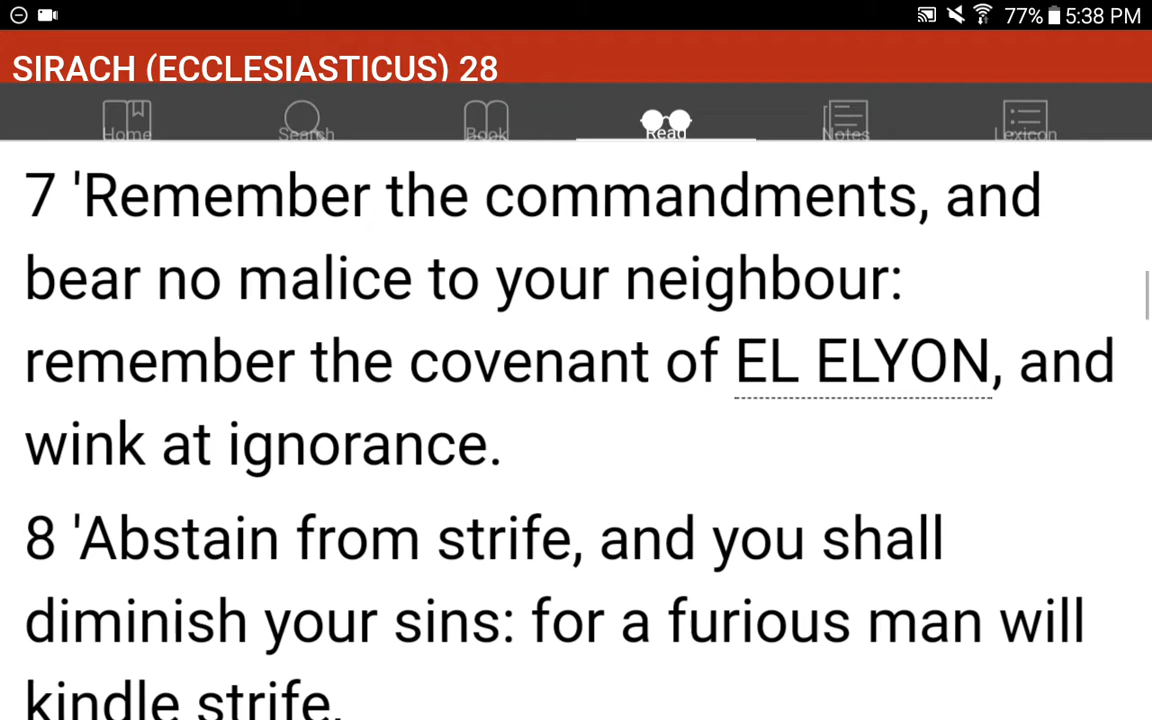 77% 5:38 PM
SIRACH (ECCLESIASTICUS) 28
Home Search Book Read Notes Lexicon
7 'Remember the commandments, and
bear no malice to your neighbour:
remember the covenant of EL ELYON, and
wink at ignorance.
8 'Abstain from strife, and you shall
diminish your sins: for a furious man will
kindle strife,